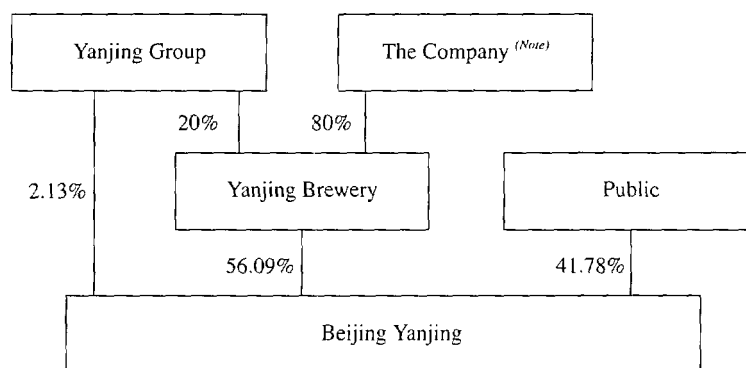 Yanjing Group
The Company (Note)
20%
80%
2.13%
Yanjing Brewery
Public
56.09%
41.78%
Beijing Yanjing